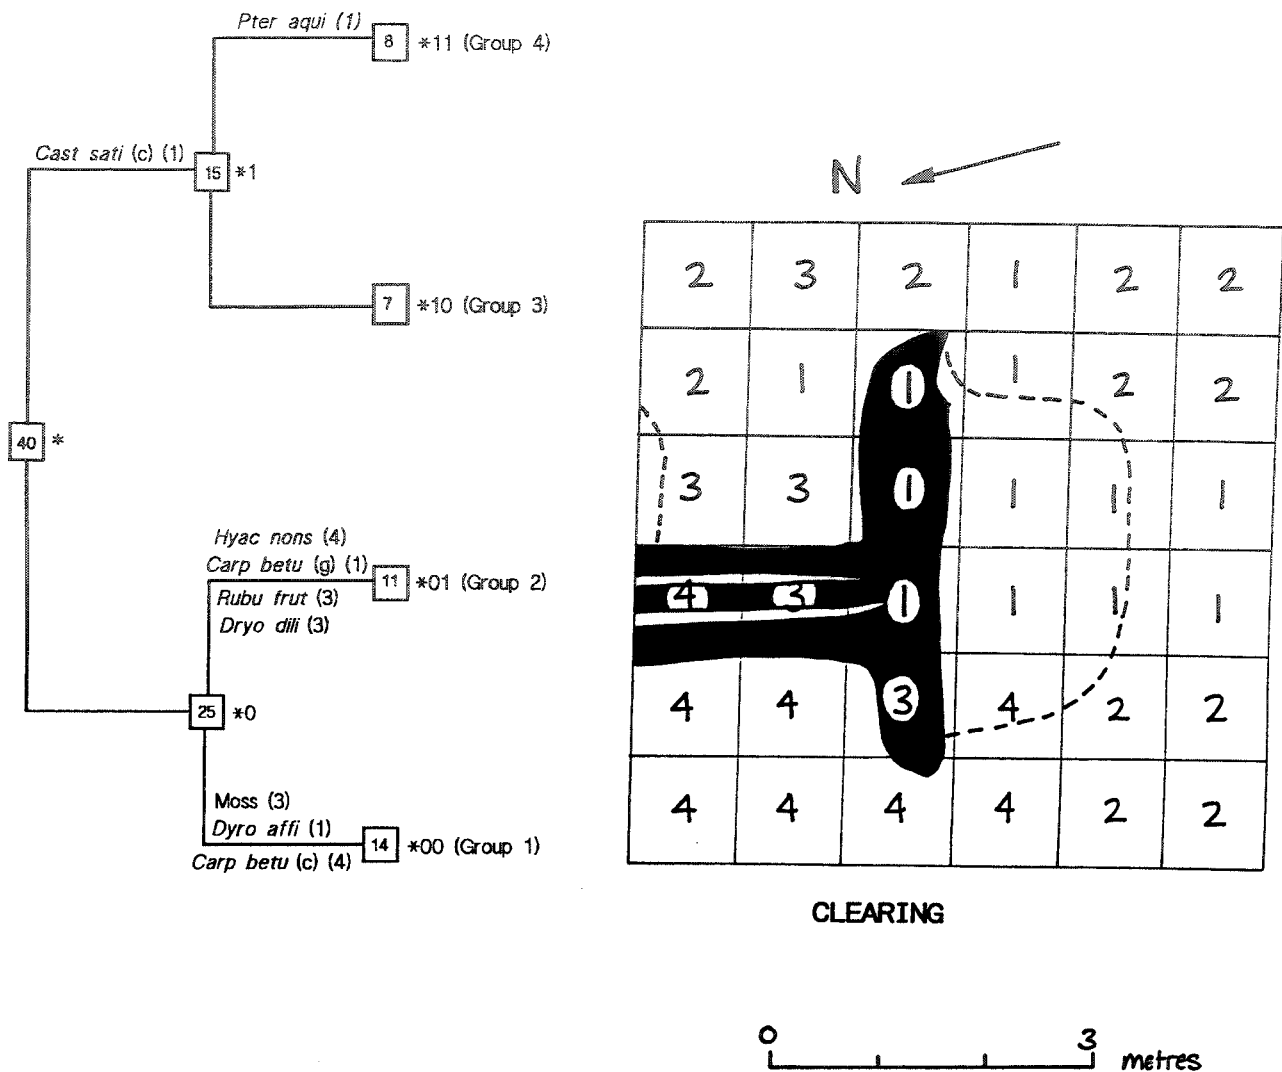 Pter aqui (1)
8 *11 (Group 4)
Cast sati (c) (1)
15 *1
7 *10 (Group 3)
40 *
Hyac nons (4)
Carp betu (g) (1)
11 *01 (Group 2)
Rubu frut (3)
Dryo dili (3)
25 *0
Moss (3)
Dyro affi (1)
14 *00 (Group 1)
Carp betu (c) (4)
N
2 3 2 1 2 2
2 1 1 1 2 2
3 3 1 1 1 1
4 3 1 1 1 1
4 4 3 4 2 2
4 4 4 4 2 2
CLEARING
0 3 metres